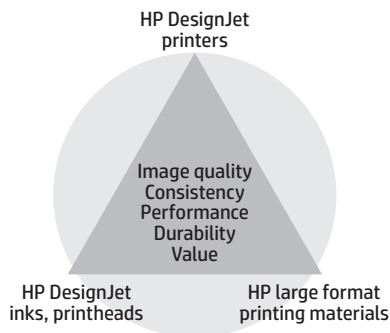 HP DesignJet
printers
Image quality
Consistency
Performance
Durability
Value
HP DesignJet
inks, printheads
HP large format
printing materials